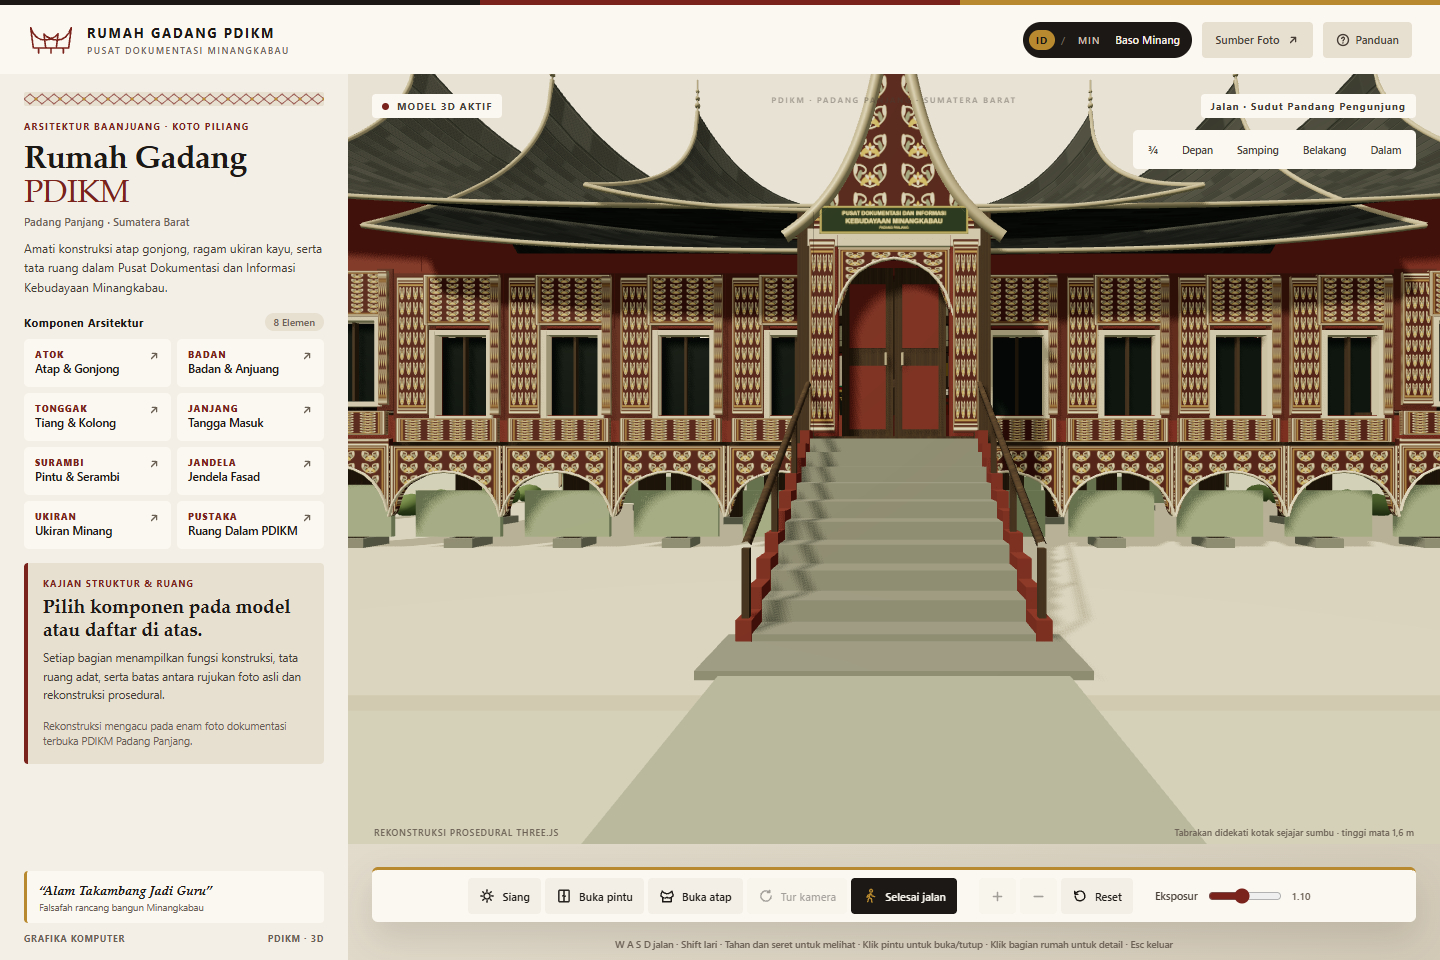 RUMAH GADANG PDIKM
PUSAT DOKUMENTASI MINANGKABAU
ID / MIN Baso Minang
Sumber Foto
Panduan
ARSITEKTUR BAANJUANG · KOTO PILIANG
Rumah Gadang
PDIKM
Padang Panjang · Sumatera Barat
Amati konstruksi atap gonjong, ragam ukiran kayu, serta
tata ruang dalam Pusat Dokumentasi dan Informasi
Kebudayaan Minangkabau.
Komponen Arsitektur
8 Elemen
ATOK
Atap & Gonjong
BADAN
Badan & Anjuang
TONGGAK
Tiang & Kolong
JANJANG
Tangga Masuk
SURAMBI
Pintu & Serambi
JANDELA
Jendela Fasad
UKIRAN
Ukiran Minang
PUSTAKA
Ruang Dalam PDIKM
KAJIAN STRUKTUR & RUANG
Pilih komponen pada model
atau daftar di atas.
Setiap bagian menampilkan fungsi konstruksi, tata
ruang adat, serta batas antara rujukan foto asli dan
rekonstruksi prosedural.
Rekonstruksi mengacu pada enam foto dokumentasi
terbuka PDIKM Padang Panjang.
“Alam Takambang Jadi Guru”
Falsafah rancang bangun Minangkabau
GRAFIKA KOMPUTER
PDIKM · 3D
MODEL 3D AKTIF
PDIKM · PADANG SUMATERA BARAT
Jalan · Sudut Pandang Pengunjung
¾ Depan Samping Belakang Dalam
PUSAT DOKUMENTASI DAN INFORMASI
KEBUDAYAAN MINANGKABAU
PADANG PANJANG
REKONSTRUKSI PROSEDURAL THREE.JS
Tabrakan didekati kotak sejajar sumbu · tinggi mata 1,6 m
Siang
Buka pintu
Buka atap
Tur kamera
Selesai jalan
+
−
Reset
Eksposur
1.10
W A S D jalan · Shift lari · Tahan dan seret untuk melihat · Klik pintu untuk buka/tutup · Klik bagian rumah untuk detail · Esc keluar